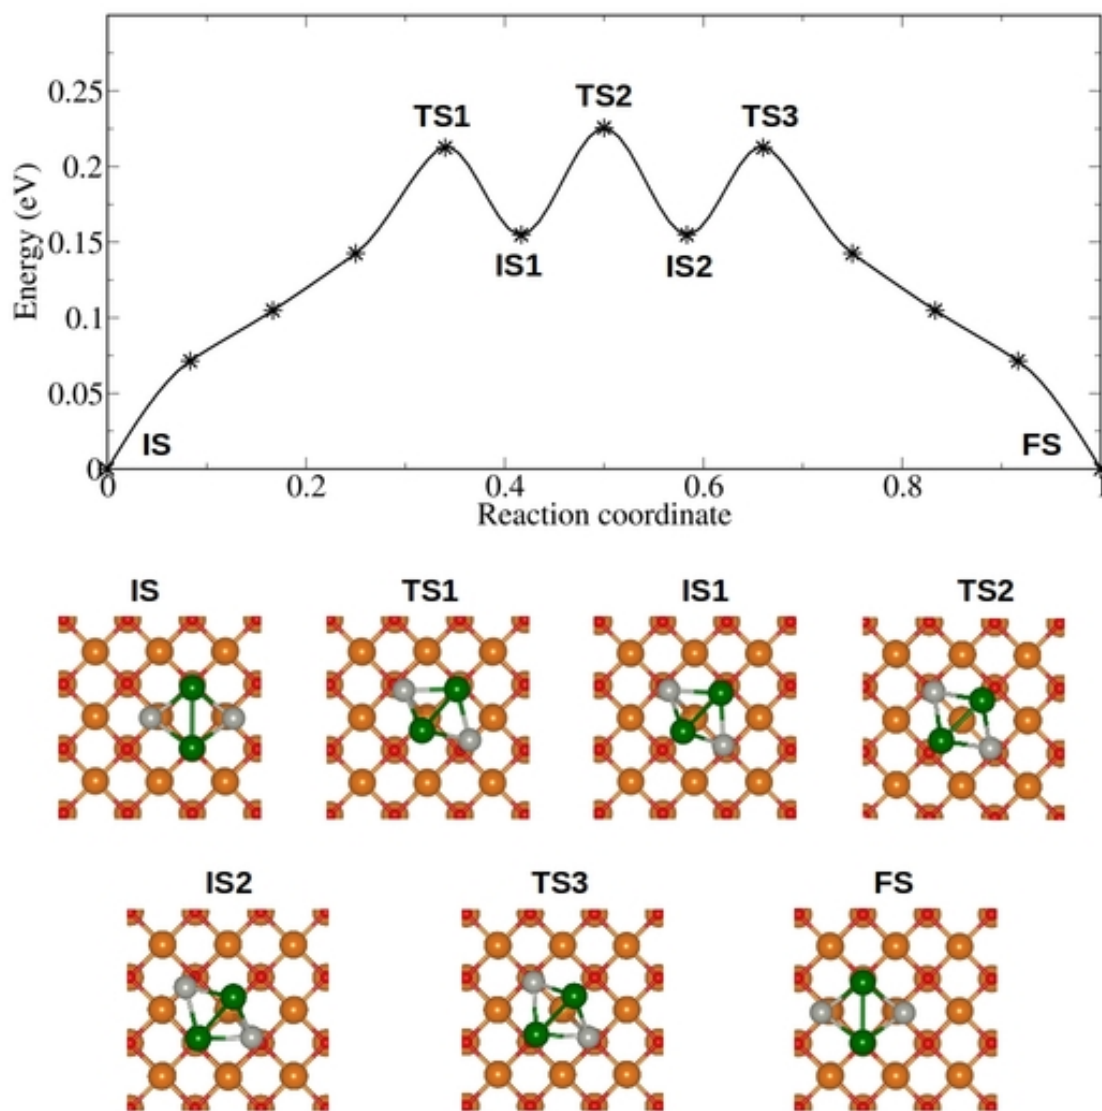 0.25
TS2
TS1
TS3
0.2
Energy (eV)
0.15
IS1
IS2
0.1
0.05
IS
FS
0
0
0.2
0.4
0.6
0.8
1
Reaction coordinate
IS
TS1
IS1
TS2
IS2
TS3
FS